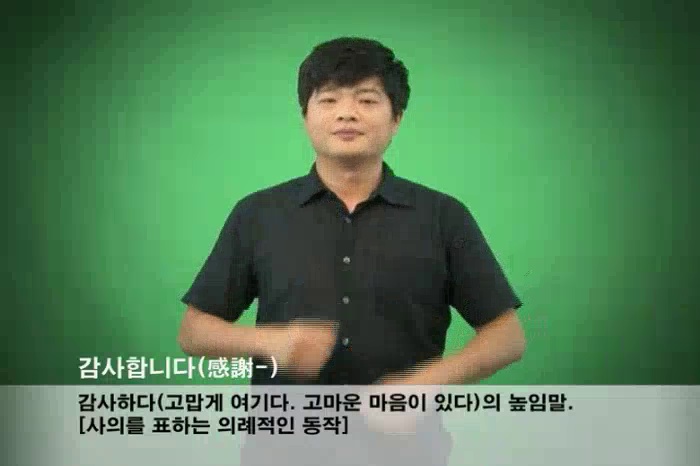 감사합니다(感謝-)
감사하다(고맙게 여기다. 고마운 마음이 있다)의 높임말.
[사의를 표하는 의례적인 동작]